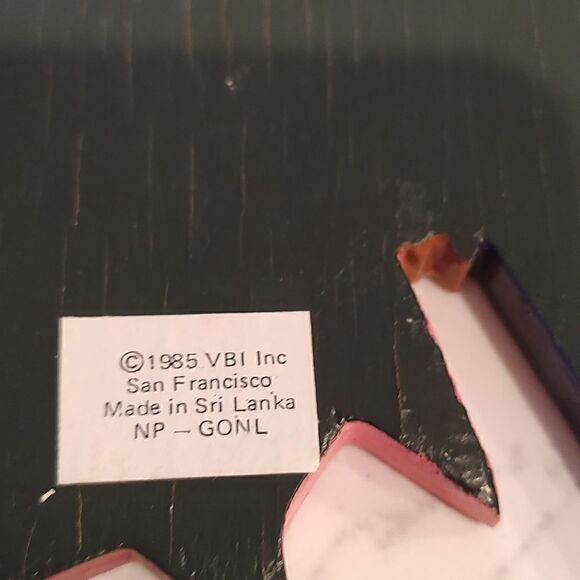 ©1985 VBI Inc
San Francisco
Made in Sri Lanka
NP – GONL